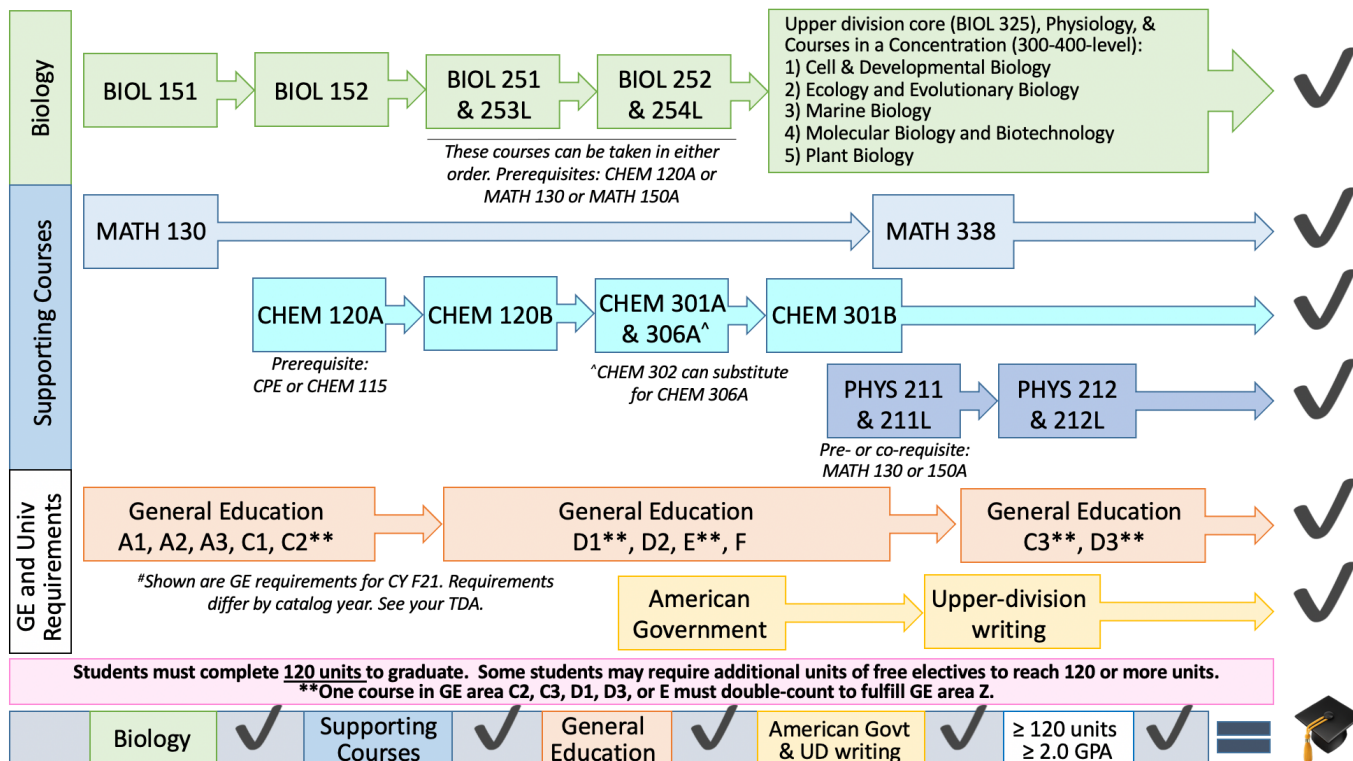 Biology
BIOL 151
BIOL 152
BIOL 251
& 253L
BIOL 252
& 254L
These courses can be taken in either
order. Prerequisites: CHEM 120A or
MATH 130 or MATH 150A
Upper division core (BIOL 325), Physiology, &
Courses in a Concentration (300-400-level):
1) Cell & Developmental Biology
2) Ecology and Evolutionary Biology
3) Marine Biology
4) Molecular Biology and Biotechnology
5) Plant Biology
Supporting Courses
MATH 130
MATH 338
CHEM 120A
Prerequisite:
CPE or CHEM 115
CHEM 120B
CHEM 301A
& 306A^
^CHEM 302 can substitute
for CHEM 306A
CHEM 301B
PHYS 211
& 211L
Pre- or co-requisite:
MATH 130 or 150A
PHYS 212
& 212L
GE and Univ
Requirements
General Education
A1, A2, A3, C1, C2**
General Education
D1**, D2, E**, F
General Education
C3**, D3**
#Shown are GE requirements for CY F21. Requirements
differ by catalog year. See your TDA.
American
Government
Upper-division
writing
Students must complete 120 units to graduate. Some students may require additional units of free electives to reach 120 or more units.
**One course in GE area C2, C3, D1, D3, or E must double-count to fulfill GE area Z.
Biology
Supporting
Courses
General
Education
American Govt
& UD writing
≥ 120 units
≥ 2.0 GPA